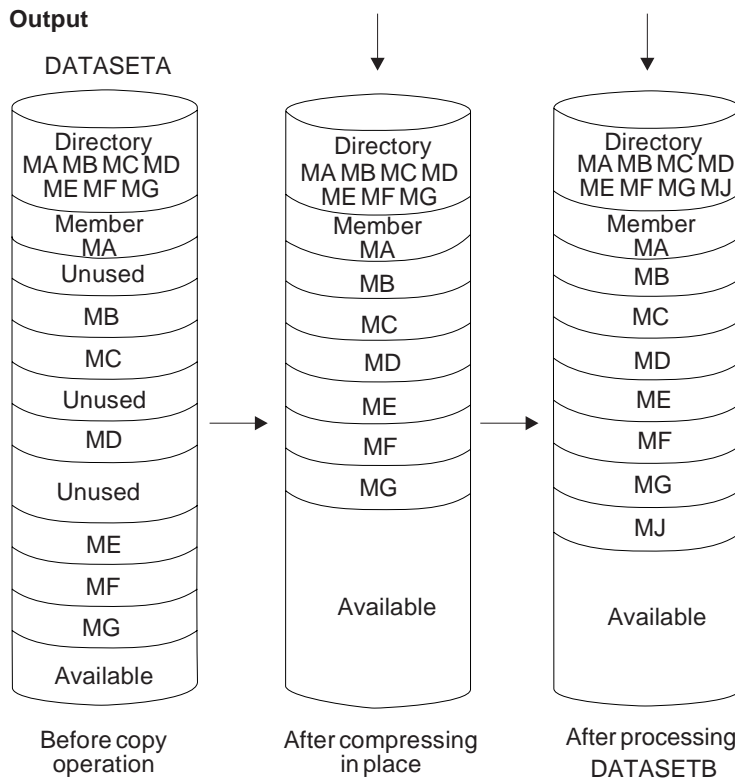 Output
DATASETA
Directory
MA MB MC MD
ME MF MG
Member
MA
Unused
MB
MC
Unused
MD
Unused
ME
MF
MG
Available
Before copy
operation
Directory
MA MB MC MD
ME MF MG
Member
MA
MB
MC
MD
ME
MF
MG
Available
After compressing
in place
Directory
MA MB MC MD
ME MF MG MJ
Member
MA
MB
MC
MD
ME
MF
MG
MJ
Available
After processing
DATASETB